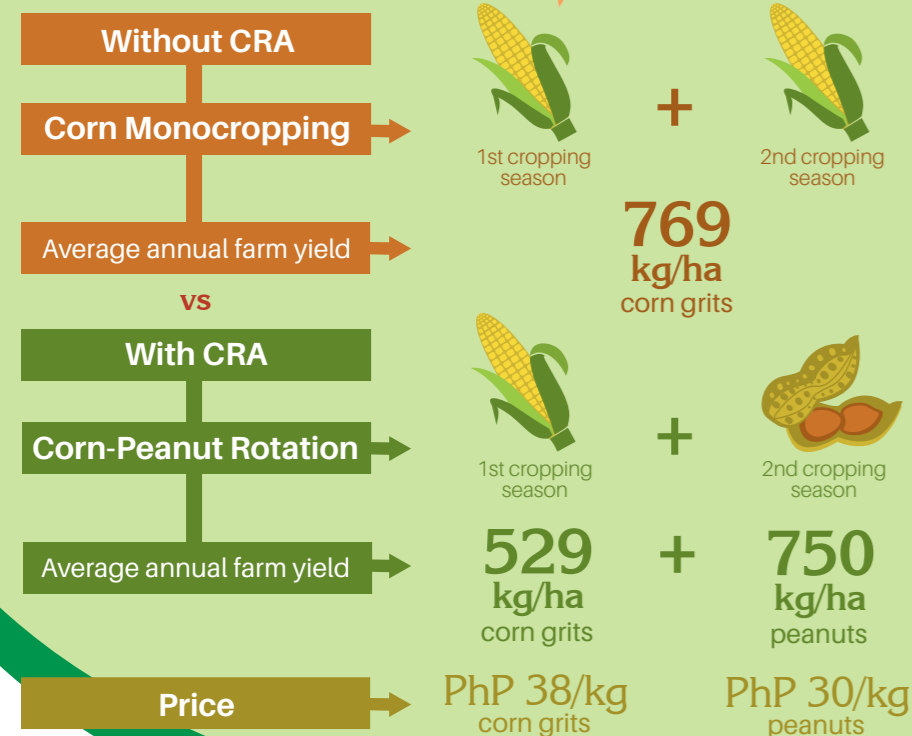 Without CRA
Corn Monocropping
1st cropping
season
+
2nd cropping
season
Average annual farm yield
769
kg/ha
corn grits
vs
With CRA
Corn-Peanut Rotation
1st cropping
season
+
2nd cropping
season
Average annual farm yield
529
kg/ha
corn grits
+
750
kg/ha
peanuts
Price
PhP 38/kg
corn grits
PhP 30/kg
peanuts